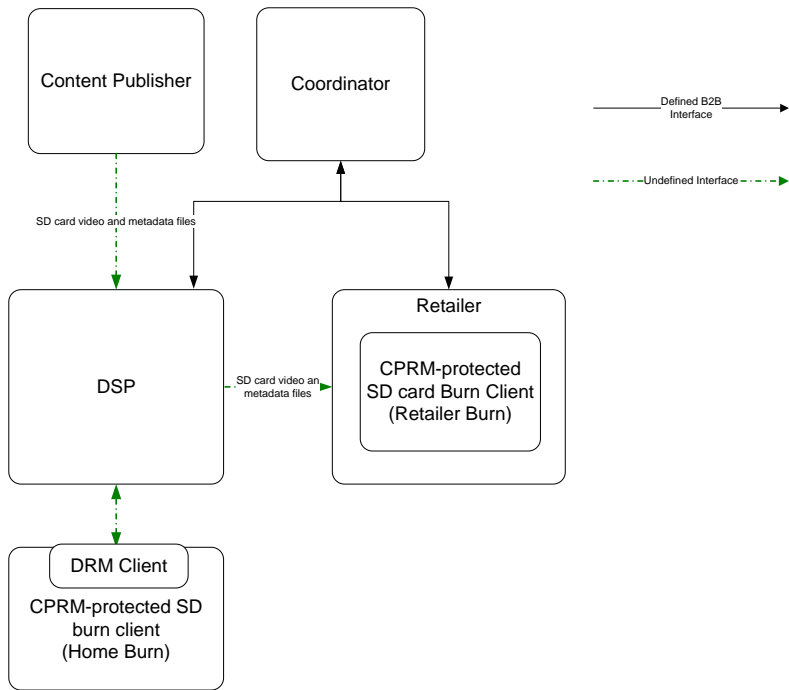 Content Publisher
Coordinator
Defined B2B
Interface
Undefined Interface
SD card video and metadata files
Retailer
CPRM-protected
SD card Burn Client
(Retailer Burn)
DSP
SD card video an
metadata files
DRM Client
CPRM-protected SD
burn client
(Home Burn)